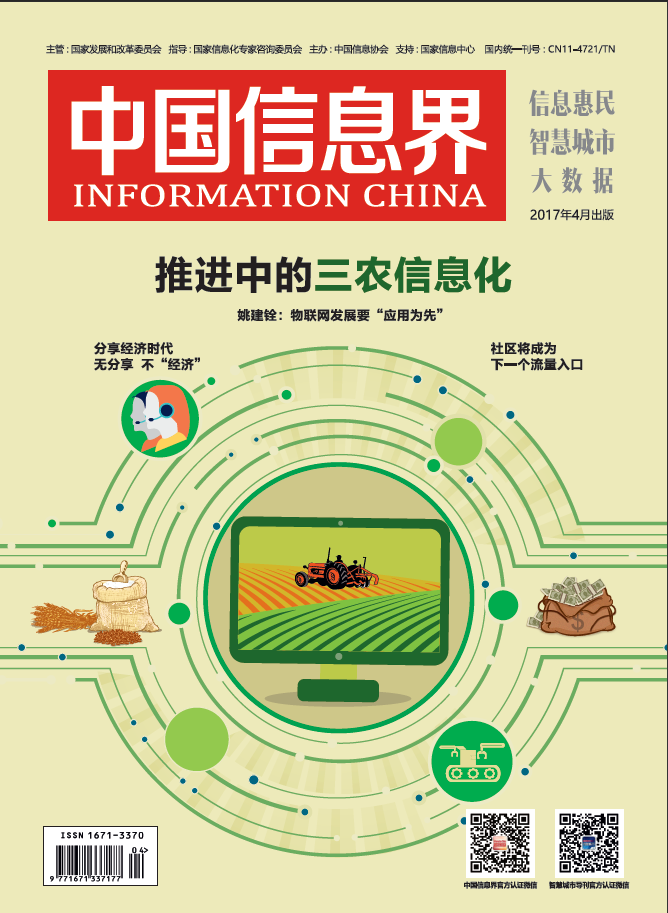 主管：国家发展和改革委员会 指导：国家信息化专家咨询委员会 主办：中国信息协会 支持：国家信息中心 国内统一刊号：CN11-4721/TN
中国信息界
INFORMATION CHINA
信息惠民
智慧城市
大数据
2017年4月出版
推进中的三农信息化
姚建铨：物联网发展要“应用为先”
分享经济时代
无分享 不“经济”
社区将成为
下一个流量入口
$
ISSN 1671-3370
04>
9 771671 337177
中国信息界官方认证微信
智慧城市导刊官方认证微信